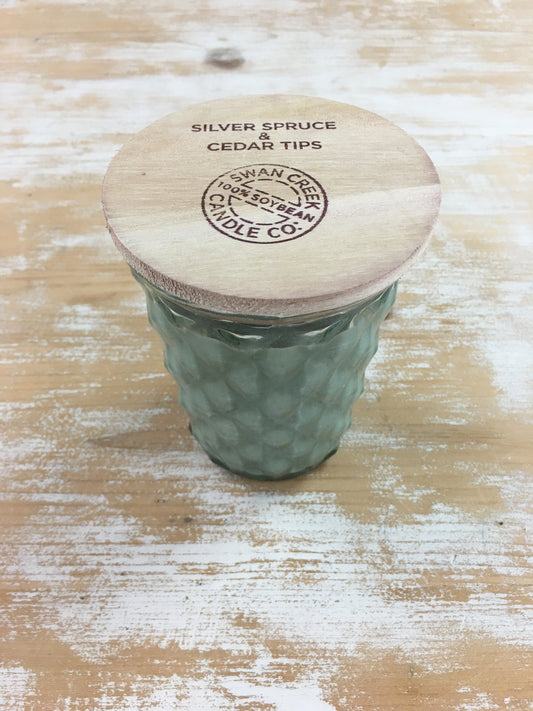 SILVER SPRUCE
&
CEDAR TIPS
SWAN CREEK
100% SOYBEAN
CANDLE CO.